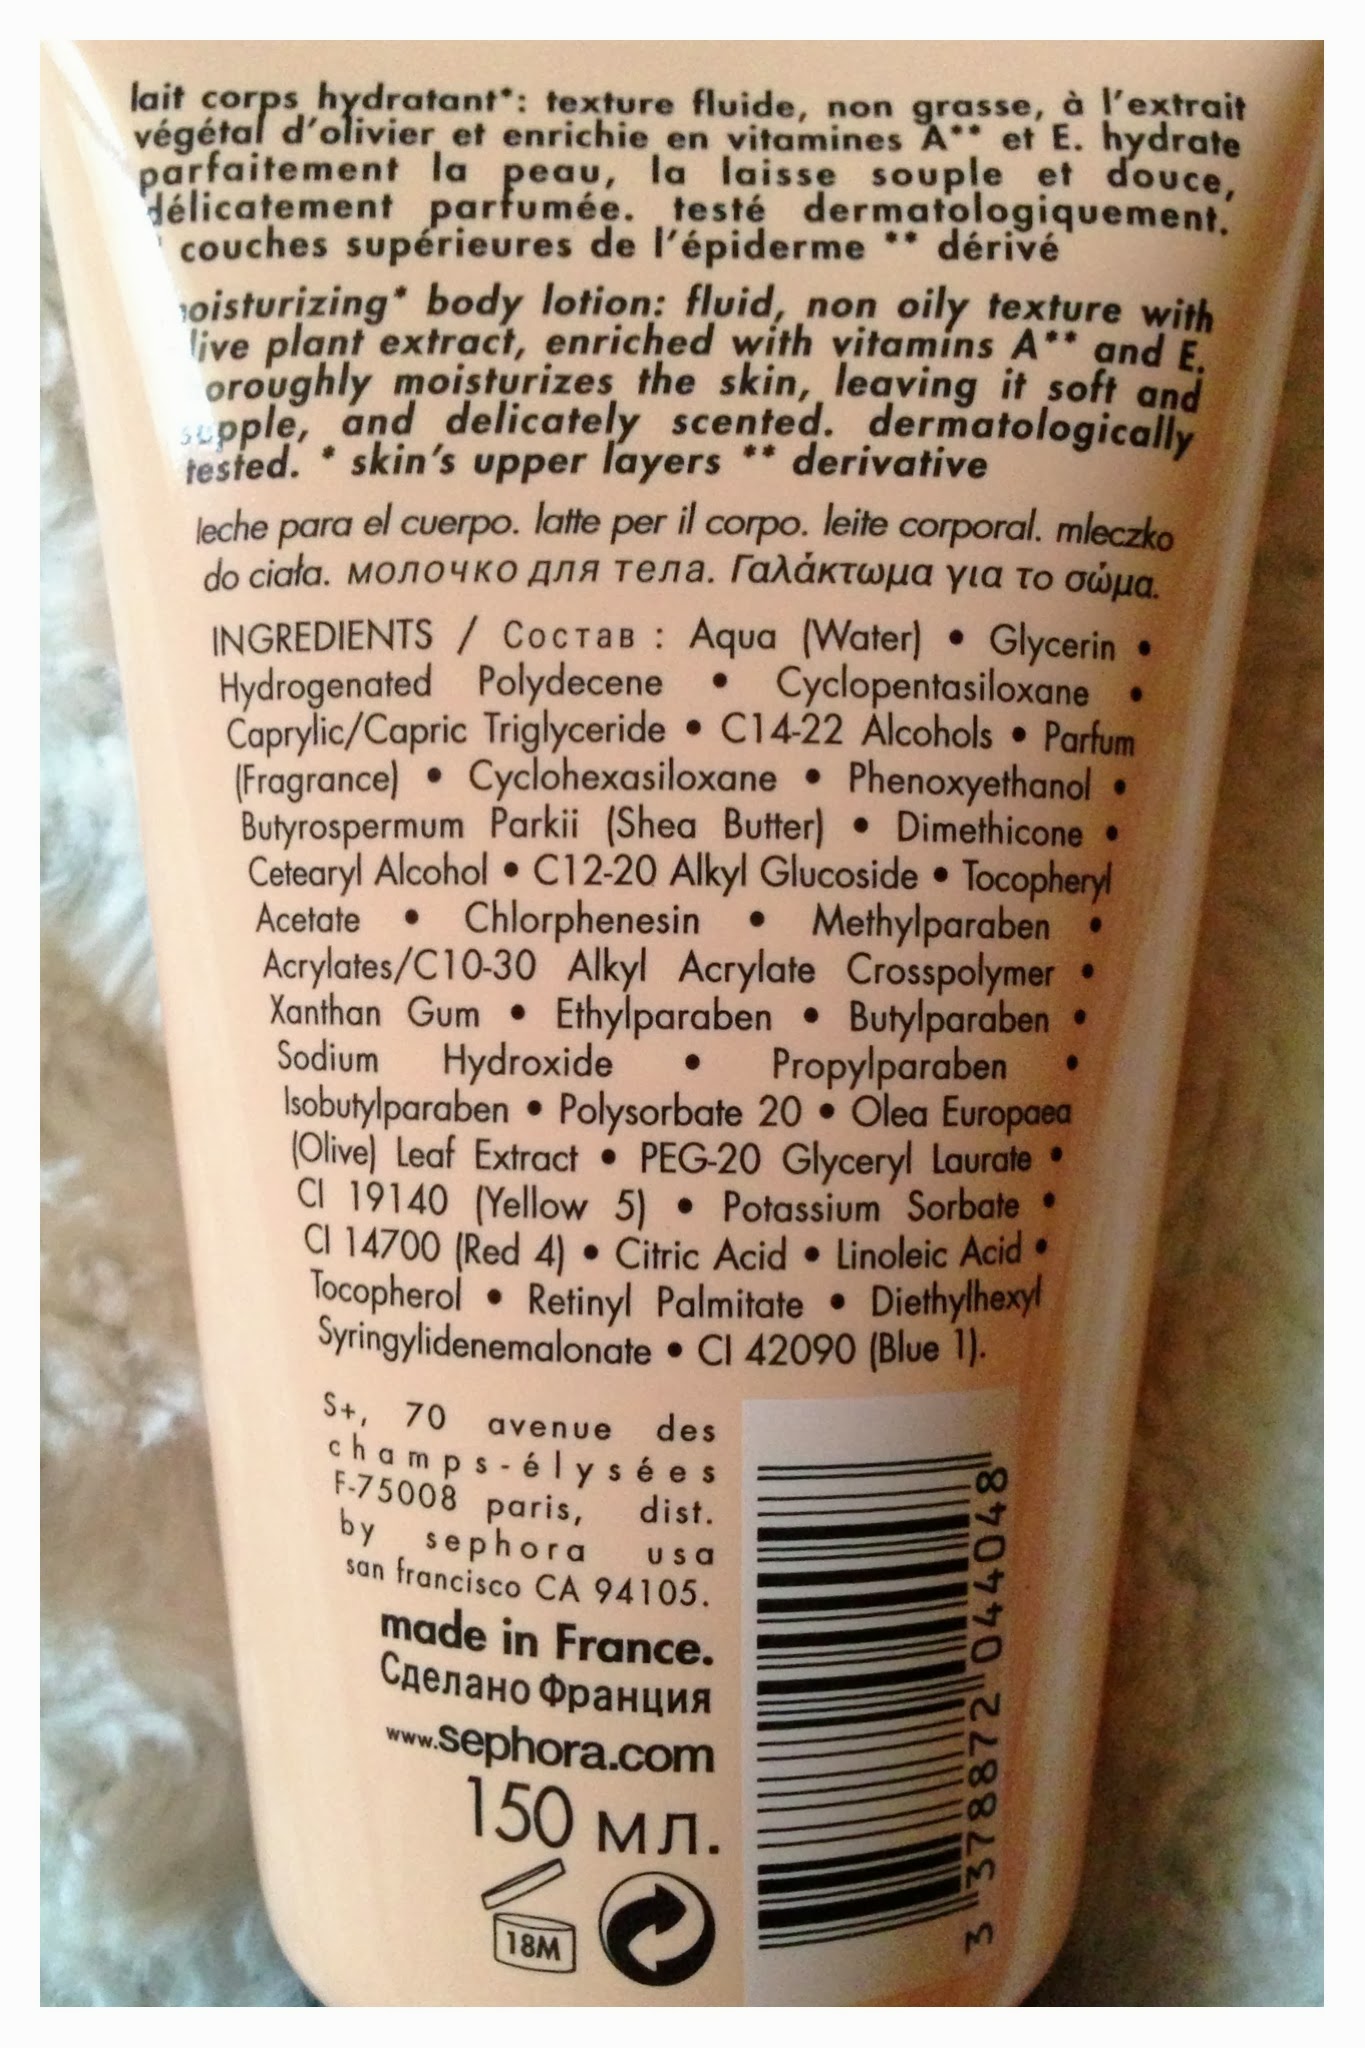 lait corps hydratant*: texture fluide, non grasse, à l'extrait
végétal d'olivier et enrichie en vitamines A** et E. hydrate
parfaitement la peau, la laisse souple et douce,
délicatement parfumée. testé dermatologiquement.
* couches supérieures de l'épiderme ** dérivé
moisturizing* body lotion: fluid, non oily texture with
olive plant extract, enriched with vitamins A** and E.
thoroughly moisturizes the skin, leaving it soft and
supple, and delicately scented. dermatologically
tested. * skin's upper layers ** derivative
leche para el cuerpo. latte per il corpo. leite corporal. mleczko
do ciała. молочко для тела. Γαλάκτωμα για το σώμα.
INGREDIENTS / Состав : Aqua (Water) • Glycerin •
Hydrogenated Polydecene • Cyclopentasiloxane •
Caprylic/Capric Triglyceride • C14-22 Alcohols • Parfum
(Fragrance) • Cyclohexasiloxane • Phenoxyethanol •
Butyrospermum Parkii (Shea Butter) • Dimethicone •
Cetearyl Alcohol • C12-20 Alkyl Glucoside • Tocopheryl
Acetate • Chlorphenesin • Methylparaben •
Acrylates/C10-30 Alkyl Acrylate Crosspolymer •
Xanthan Gum • Ethylparaben • Butylparaben •
Sodium Hydroxide • Propylparaben •
Isobutylparaben • Polysorbate 20 • Olea Europaea
(Olive) Leaf Extract • PEG-20 Glyceryl Laurate •
CI 19140 (Yellow 5) • Potassium Sorbate •
CI 14700 (Red 4) • Citric Acid • Linoleic Acid •
Tocopherol • Retinyl Palmitate • Diethylhexyl
Syringylidenemalonate • CI 42090 (Blue 1).
S+, 70 avenue des
champs-élysées
F-75008 paris, dist.
by sephora usa
san francisco CA 94105.
made in France.
Сделано Франция
www.sephora.com
150 мл.
18M
3 378872 044048